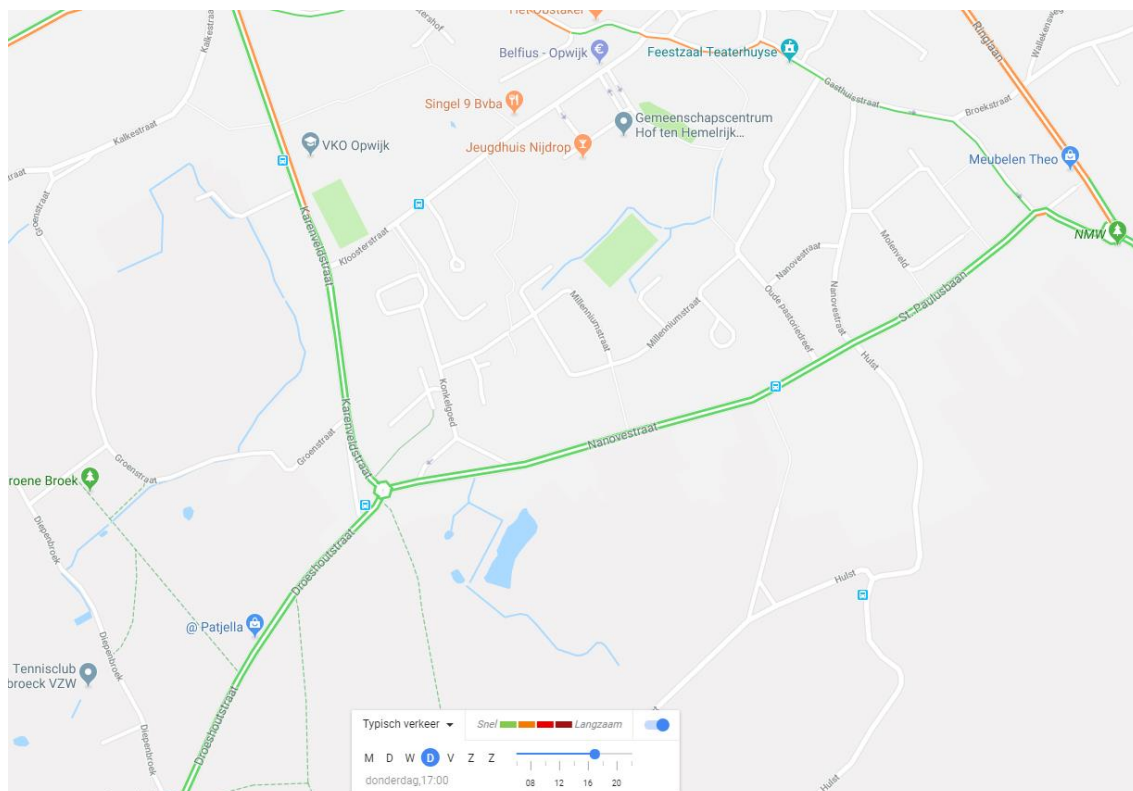 Het Oustaker
Kalkestraat
Ringlaan
Wallekensweg
Belfius - Opwijk
Feestzaal Teaterhuyse
Singel 9 Bvba
Gasthuisstraat
Broekstraat
Gemeenschapscentrum
Hof ten Hemelrijk...
Kalkestraat
VKO Opwijk
Jeugdhuis Nijdrop
Meubelen Theo
Groenstraat
Karenveldstraat
Kloosterstraat
NMW
Molenveld
Nanovestraat
Oude pastoriedreef
Nanovestraat
St. Paulusbaan
Millenniumstraat
Millenniumstraat
Hulst
Konkelgoed
Karenveldstraat
Nanovestraat
Groenstraat
Groenstraat
roene Broek
Diepenbroek
Droeshoutstraat
Hulst
@ Patjella
Diepenbroek
Tennisclub
broeck VZW
Droeshoutstraat
Diepenbroek
Typisch verkeer
Snel
Langzaam
M D W D V Z Z
donderdag,17:00
08 12 16 20